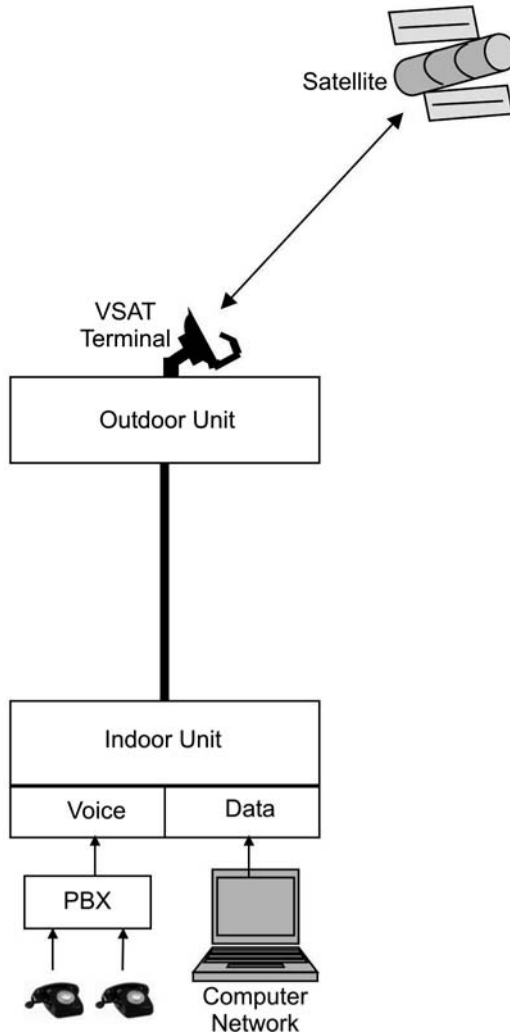 Satellite
VSAT
Terminal
Outdoor Unit
Indoor Unit
Voice
Data
PBX
Computer
Network